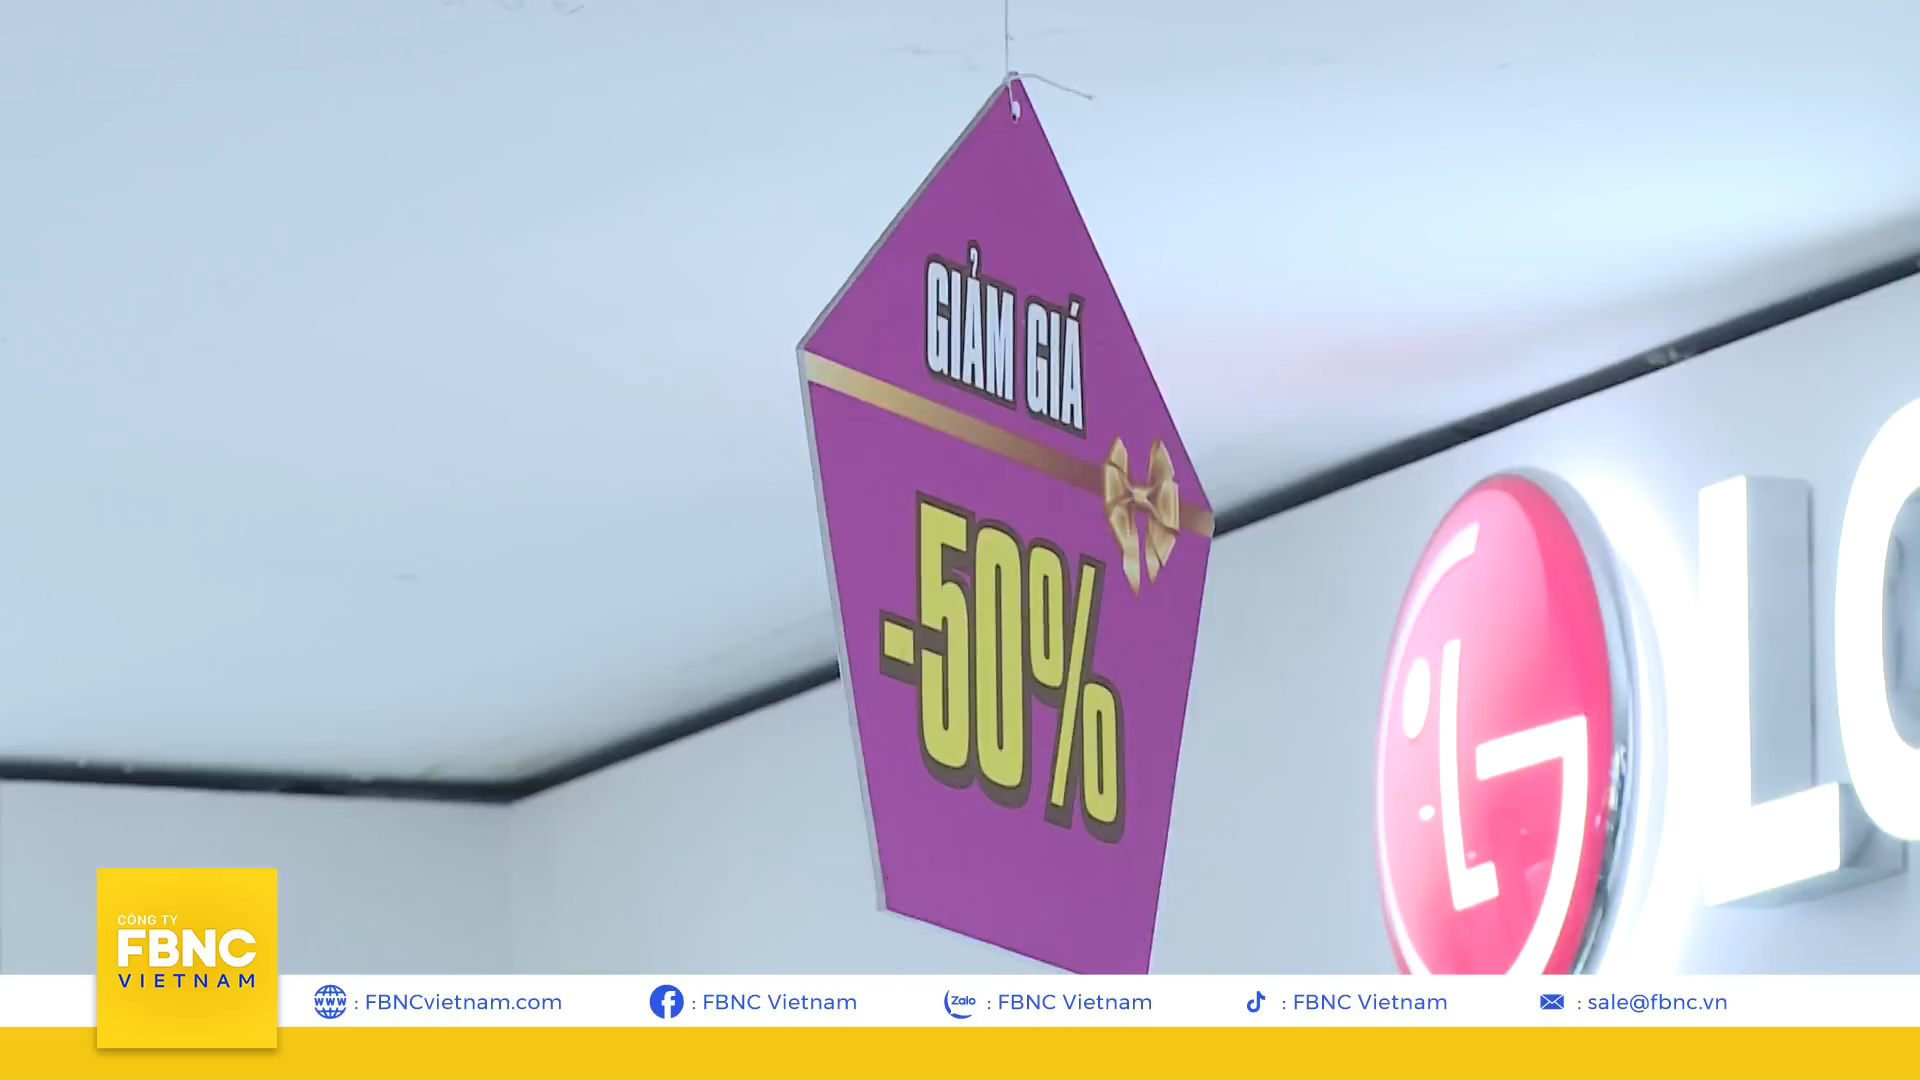 GIẢM GIÁ
-50%
LG
CÔNG TY
FBNC
VIETNAM
www : FBNCvietnam.com
f : FBNC Vietnam
Zalo : FBNC Vietnam
: FBNC Vietnam
: sale@fbnc.vn